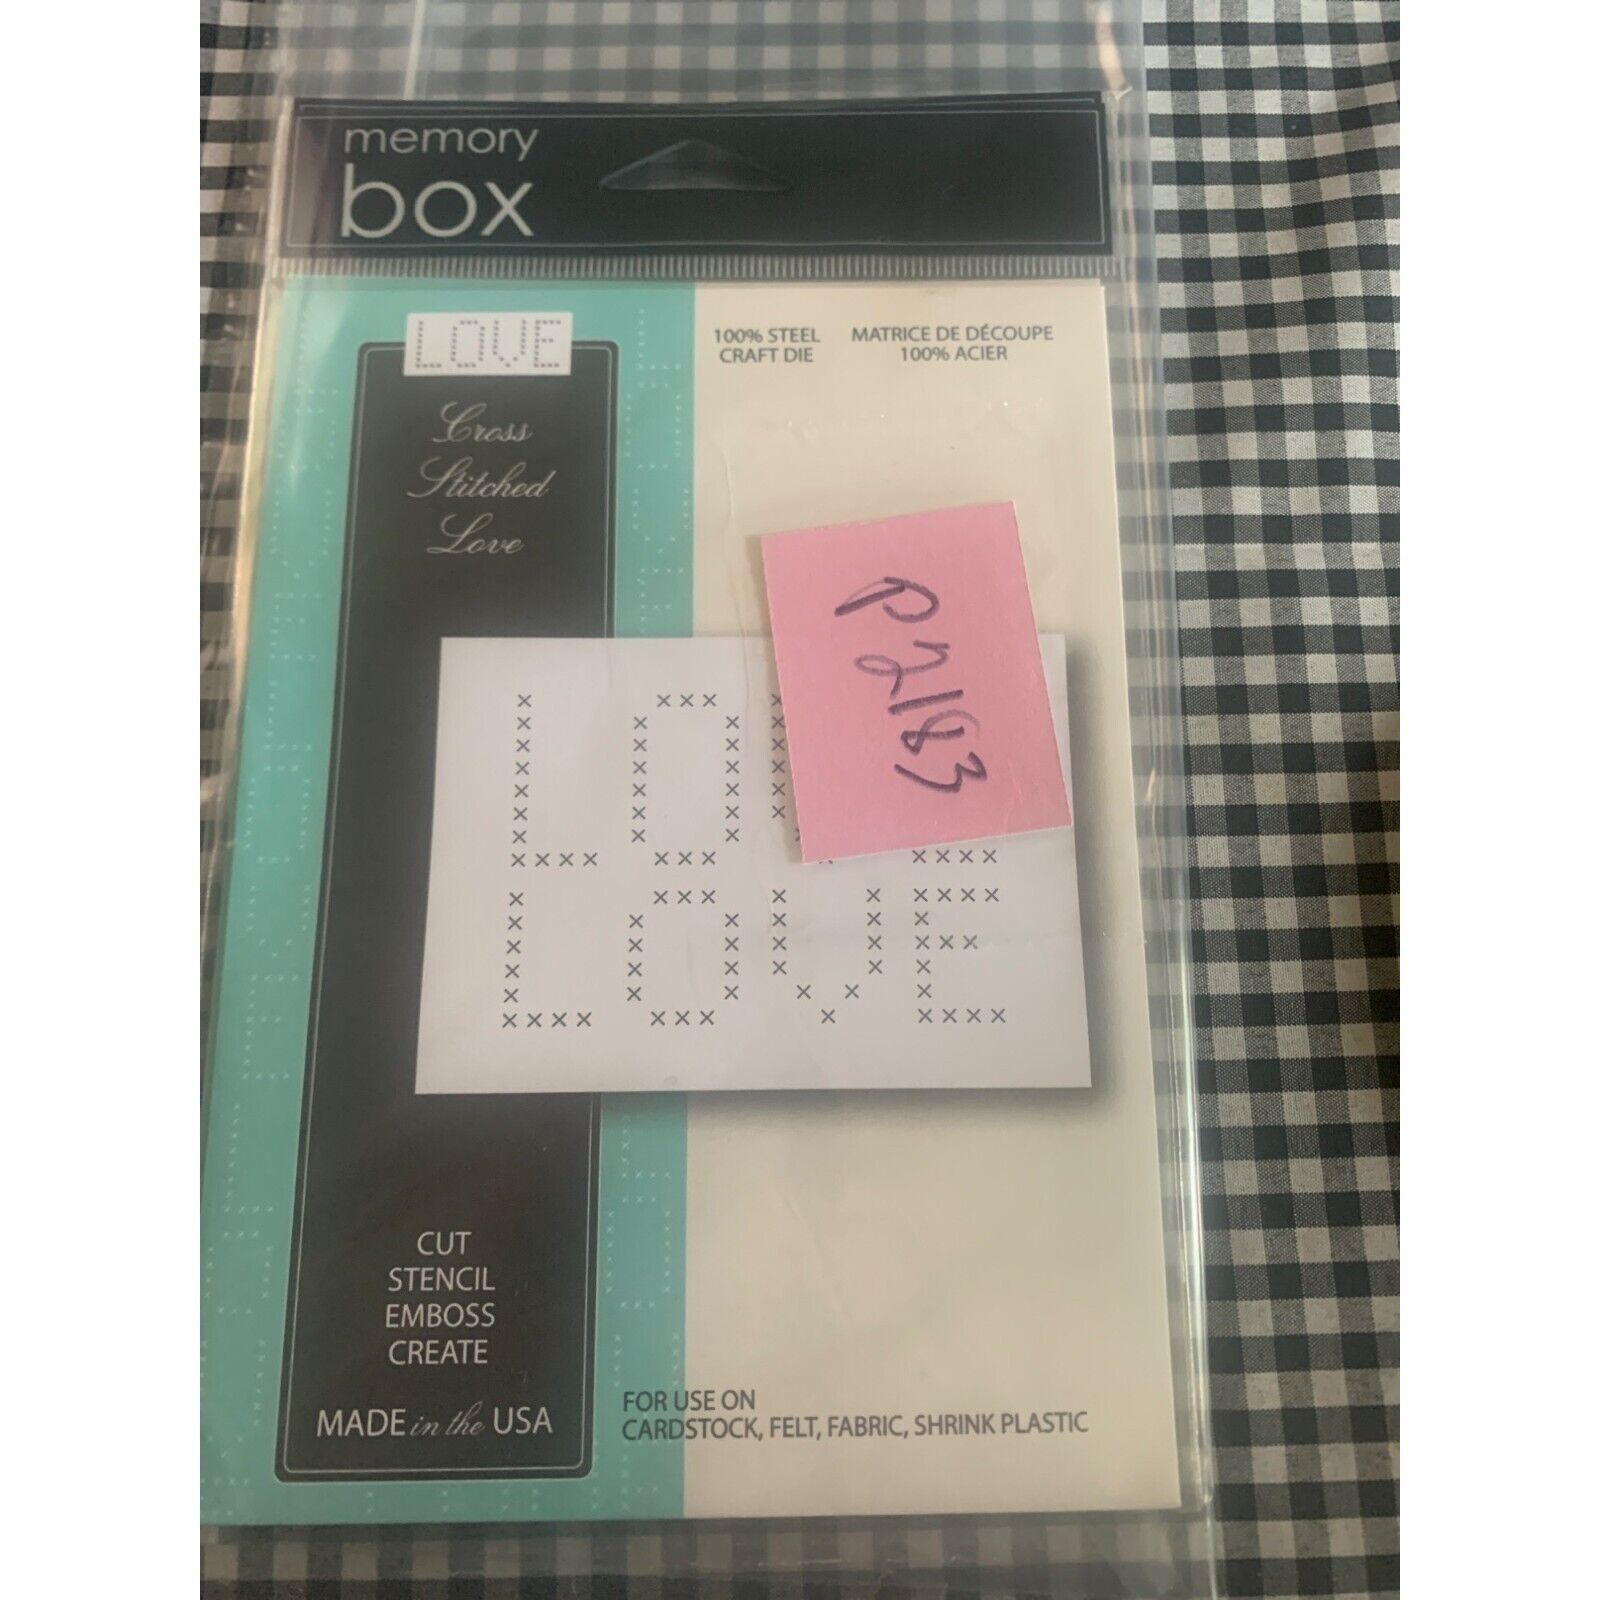 memory
box
LOVE
100% STEEL
CRAFT DIE
MATRICE DE DÉCOUPE
100% ACIER
Cross
Stitched
Love
P2183
LOVE
CUT
STENCIL
EMBOSS
CREATE
MADE in the USA
FOR USE ON
CARDSTOCK, FELT, FABRIC, SHRINK PLASTIC